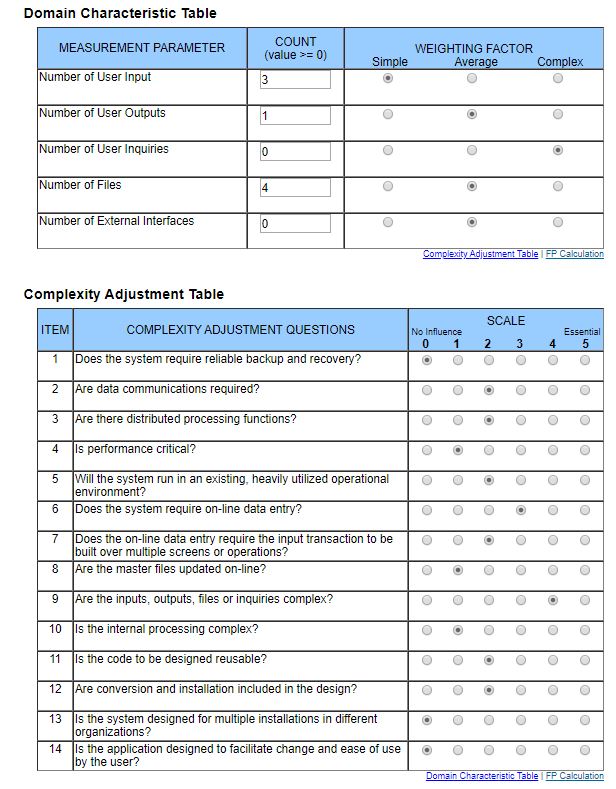 Domain Characteristic Table
MEASUREMENT PARAMETER
COUNT
(value >= 0)
WEIGHTING FACTOR
Simple Average Complex
Number of User Input 3
Number of User Outputs 1
Number of User Inquiries 0
Number of Files 4
Number of External Interfaces 0
Complexity Adjustment Table | FP Calculation
Complexity Adjustment Table
ITEM
COMPLEXITY ADJUSTMENT QUESTIONS
SCALE
No Influence Essential
0 1 2 3 4 5
1 Does the system require reliable backup and recovery?
2 Are data communications required?
3 Are there distributed processing functions?
4 Is performance critical?
5 Will the system run in an existing, heavily utilized operational
environment?
6 Does the system require on-line data entry?
7 Does the on-line data entry require the input transaction to be
built over multiple screens or operations?
8 Are the master files updated on-line?
9 Are the inputs, outputs, files or inquiries complex?
10 Is the internal processing complex?
11 Is the code to be designed reusable?
12 Are conversion and installation included in the design?
13 Is the system designed for multiple installations in different
organizations?
14 Is the application designed to facilitate change and ease of use
by the user?
Domain Characteristic Table | FP Calculation